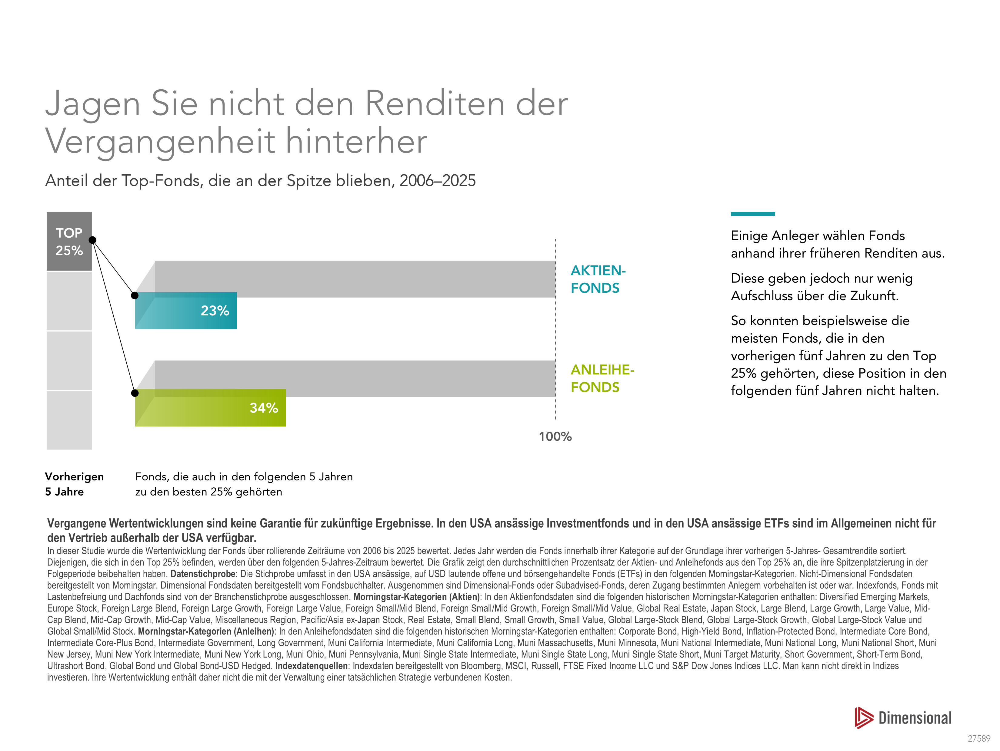 Jagen Sie nicht den Renditen der
Vergangenheit hinterher
Anteil der Top-Fonds, die an der Spitze blieben, 2006–2025
TOP
25%
23%
AKTIEN-
FONDS
34%
ANLEIHE-
FONDS
100%
Vorherigen
5 Jahre
Fonds, die auch in den folgenden 5 Jahren
zu den besten 25% gehörten
Einige Anleger wählen Fonds
anhand ihrer früheren Renditen aus.
Diese geben jedoch nur wenig
Aufschluss über die Zukunft.
So konnten beispielsweise die
meisten Fonds, die in den
vorherigen fünf Jahren zu den Top
25% gehörten, diese Position in den
folgenden fünf Jahren nicht halten.
Vergangene Wertentwicklungen sind keine Garantie für zukünftige Ergebnisse. In den USA ansässige Investmentfonds und in den USA ansässige ETFs sind im Allgemeinen nicht für
den Vertrieb außerhalb der USA verfügbar.
In dieser Studie wurde die Wertentwicklung der Fonds über rollierende Zeiträume von 2006 bis 2025 bewertet. Jedes Jahr werden die Fonds innerhalb ihrer Kategorie auf der Grundlage ihrer vorherigen 5-Jahres- Gesamtrendite sortiert.
Diejenigen, die sich in den Top 25% befinden, werden über den folgenden 5-Jahres-Zeitraum bewertet. Die Grafik zeigt den durchschnittlichen Prozentsatz der Aktien- und Anleihefonds aus den Top 25% an, die ihre Spitzenplatzierung in der
Folgeperiode beibehalten haben. Datenstichprobe: Die Stichprobe umfasst in den USA ansässige, auf USD lautende offene und börsengehandelte Fonds (ETFs) in den folgenden Morningstar-Kategorien. Nicht-Dimensional Fondsdaten
bereitgestellt von Morningstar. Dimensional Fondsdaten bereitgestellt vom Fondsbuchhalter. Ausgenommen sind Dimensional-Fonds oder Subadvised-Fonds, deren Zugang bestimmten Anlegern vorbehalten ist oder war. Indexfonds, Fonds mit
Lastenbefreiung und Dachfonds sind von der Branchenstichprobe ausgeschlossen. Morningstar-Kategorien (Aktien): In den Aktienfondsdaten sind die folgenden historischen Morningstar-Kategorien enthalten: Diversified Emerging Markets,
Europe Stock, Foreign Large Blend, Foreign Large Growth, Foreign Large Value, Foreign Small/Mid Blend, Foreign Small/Mid Growth, Foreign Small/Mid Value, Global Real Estate, Japan Stock, Large Blend, Large Growth, Large Value, Mid-
Cap Blend, Mid-Cap Growth, Mid-Cap Value, Miscellaneous Region, Pacific/Asia ex-Japan Stock, Real Estate, Small Blend, Small Growth, Small Value, Global Large-Stock Blend, Global Large-Stock Growth, Global Large-Stock Value und
Global Small/Mid Stock. Morningstar-Kategorien (Anleihen): In den Anleihefondsdaten sind die folgenden historischen Morningstar-Kategorien enthalten: Corporate Bond, High-Yield Bond, Inflation-Protected Bond, Intermediate Core Bond,
Intermediate Core-Plus Bond, Intermediate Government, Long Government, Muni California Intermediate, Muni California Long, Muni Massachusetts, Muni Minnesota, Muni National Intermediate, Muni National Long, Muni National Short, Muni
New Jersey, Muni New York Intermediate, Muni New York Long, Muni Ohio, Muni Pennsylvania, Muni Single State Intermediate, Muni Single State Long, Muni Single State Short, Muni Target Maturity, Short Government, Short-Term Bond,
Ultrashort Bond, Global Bond und Global Bond-USD Hedged. Indexdatenquellen: Indexdaten bereitgestellt von Bloomberg, MSCI, Russell, FTSE Fixed Income LLC und S&P Dow Jones Indices LLC. Man kann nicht direkt in Indizes
investieren. Ihre Wertentwicklung enthält daher nicht die mit der Verwaltung einer tatsächlichen Strategie verbundenen Kosten.
Dimensional
27589